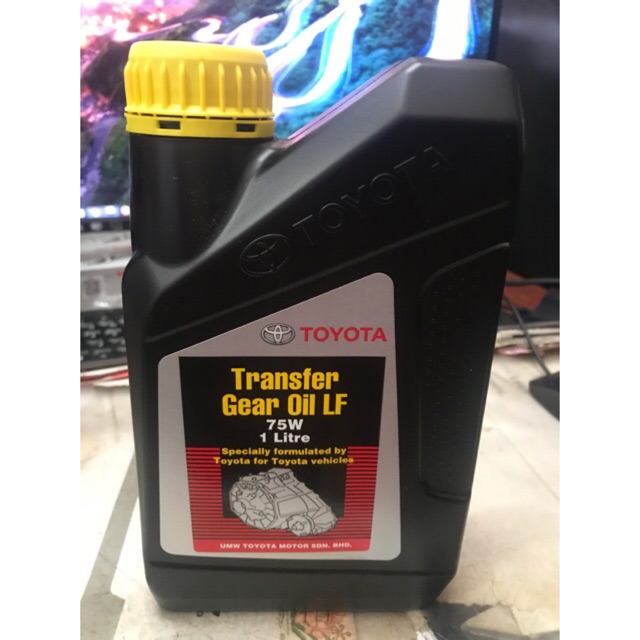 TOYOTA
TOYOTA
Transfer
Gear Oil LF
75W
1 Litre
Specially formulated by
Toyota for Toyota vehicles
UMW TOYOTA MOTOR SDN. BHD.